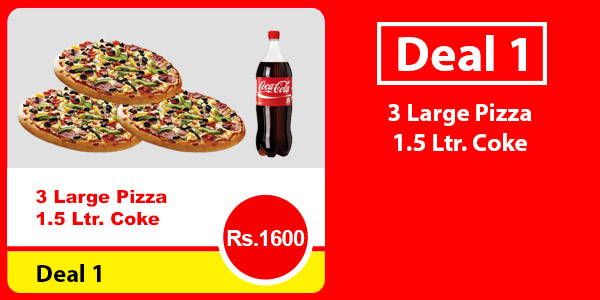 Coca-Cola
3 Large Pizza
1.5 Ltr. Coke
Rs.1600
Deal 1
Deal 1
3 Large Pizza
1.5 Ltr. Coke